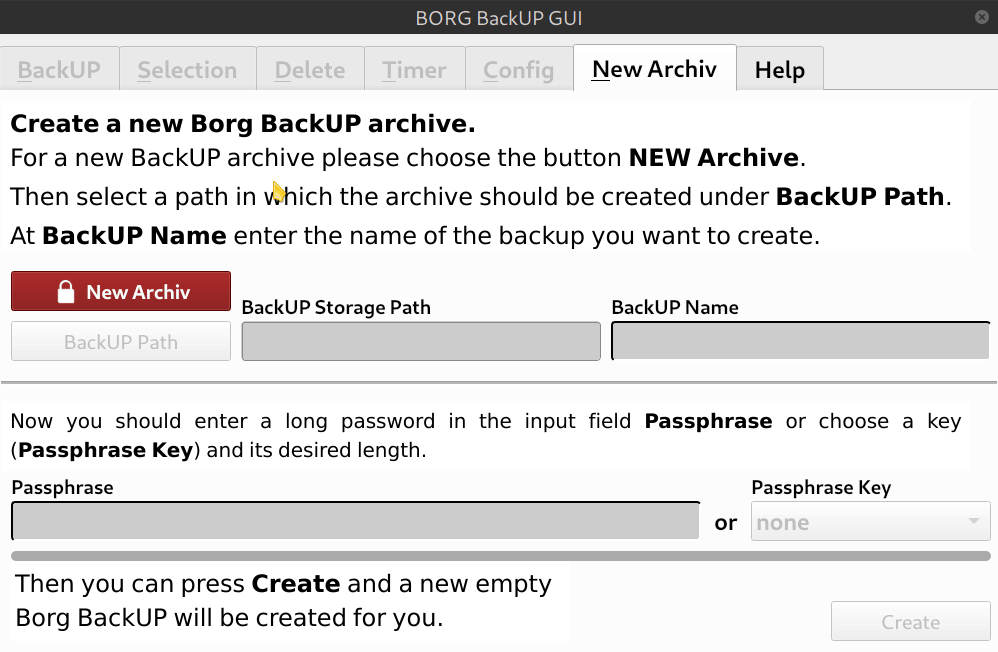 BORG BackUP GUI
BackUP Selection Delete Timer Config New Archiv Help
Create a new Borg BackUP archive.
For a new BackUP archive please choose the button NEW Archive.
Then select a path in which the archive should be created under BackUP Path.
At BackUP Name enter the name of the backup you want to create.
New Archiv
BackUP Storage Path BackUP Name
BackUP Path
Now you should enter a long password in the input field Passphrase or choose a key
(Passphrase Key) and its desired length.
Passphrase Passphrase Key
or none
Then you can press Create and a new empty
Borg BackUP will be created for you.
Create